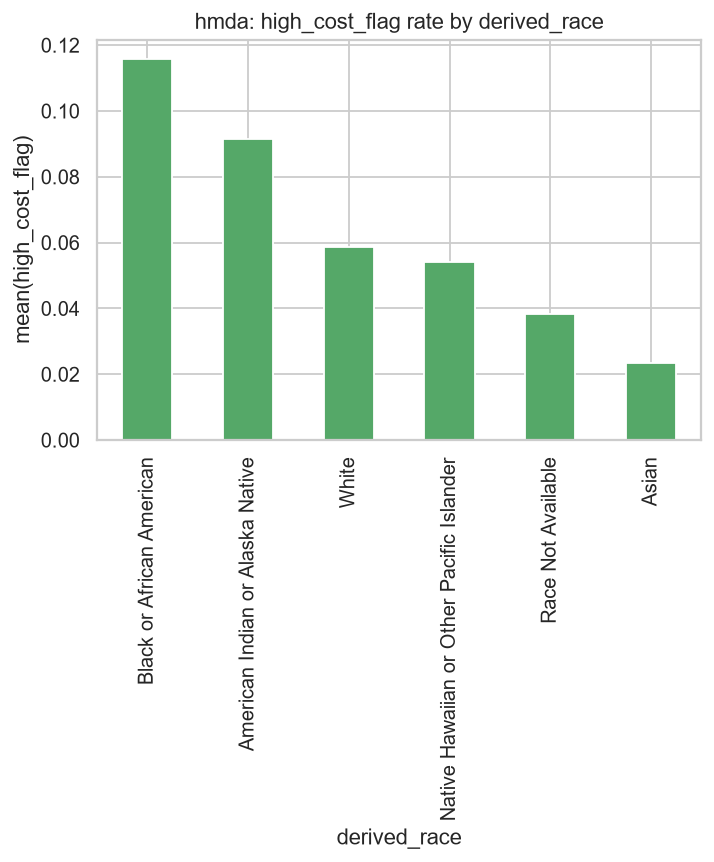 hmda: high_cost_flag rate by derived_race
mean(high_cost_flag)
0.12
0.10
0.08
0.06
0.04
0.02
0.00
Black or African American
American Indian or Alaska Native
White
Native Hawaiian or Other Pacific Islander
Race Not Available
Asian
derived_race